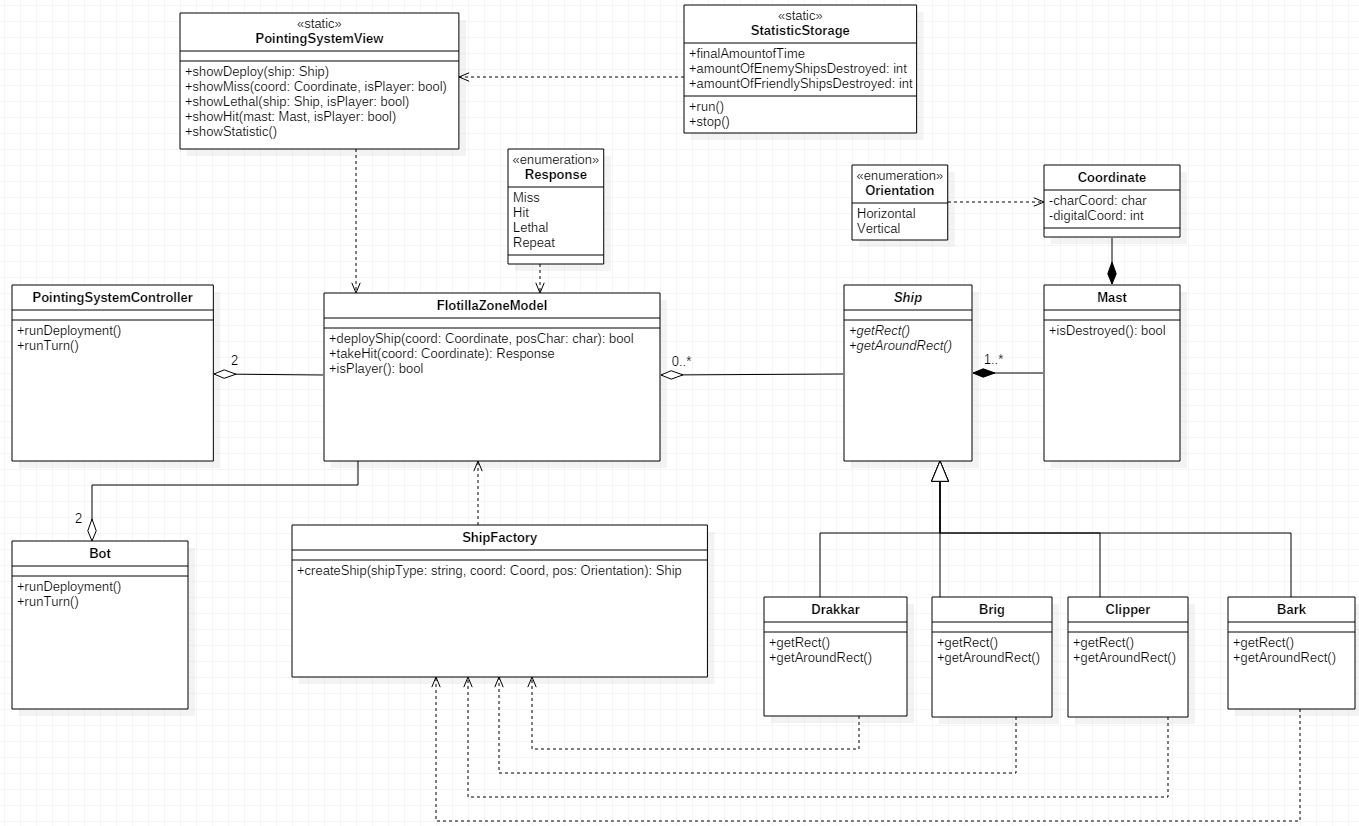 «static»
PointingSystemView
+showDeploy(ship: Ship)
+showMiss(coord: Coordinate, isPlayer: bool)
+showLethal(ship: Ship, isPlayer: bool)
+showHit(mast: Mast, isPlayer: bool)
+showStatistic()
«static»
StatisticStorage
+finalAmountofTime
+amountOfEnemyShipsDestroyed: int
+amountOfFriendlyShipsDestroyed: int
+run()
+stop()
«enumeration»
Response
Miss
Hit
Lethal
Repeat
«enumeration»
Orientation
Horizontal
Vertical
Coordinate
-charCoord: char
-digitalCoord: int
PointingSystemController
+runDeployment()
+runTurn()
2
FlotillaZoneModel
+deployShip(coord: Coordinate, posChar: char): bool
+takeHit(coord: Coordinate): Response
+isPlayer(): bool
0..*
Ship
+getRect()
+getAroundRect()
1..*
Mast
+isDestroyed(): bool
2
Bot
+runDeployment()
+runTurn()
ShipFactory
+createShip(shipType: string, coord: Coord, pos: Orientation): Ship
Drakkar
+getRect()
+getAroundRect()
Brig
+getRect()
+getAroundRect()
Clipper
+getRect()
+getAroundRect()
Bark
+getRect()
+getAroundRect()